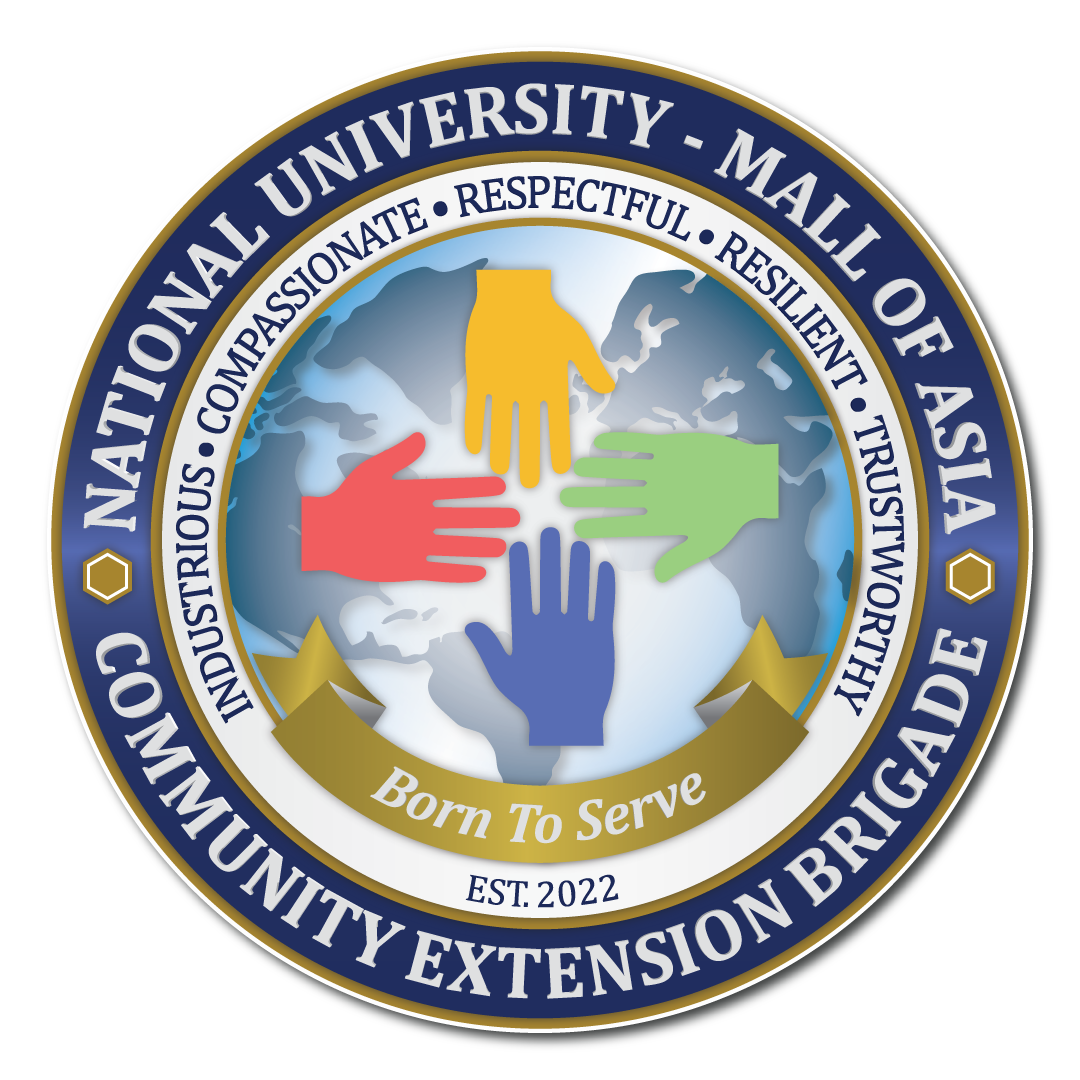 NATIONAL UNIVERSITY - MALL OF ASIA
INDUSTRIOUS • COMPASSIONATE • RESPECTFUL • RESILIENT • TRUSTWORTHY
Born To Serve
EST. 2022
COMMUNITY EXTENSION BRIGADE